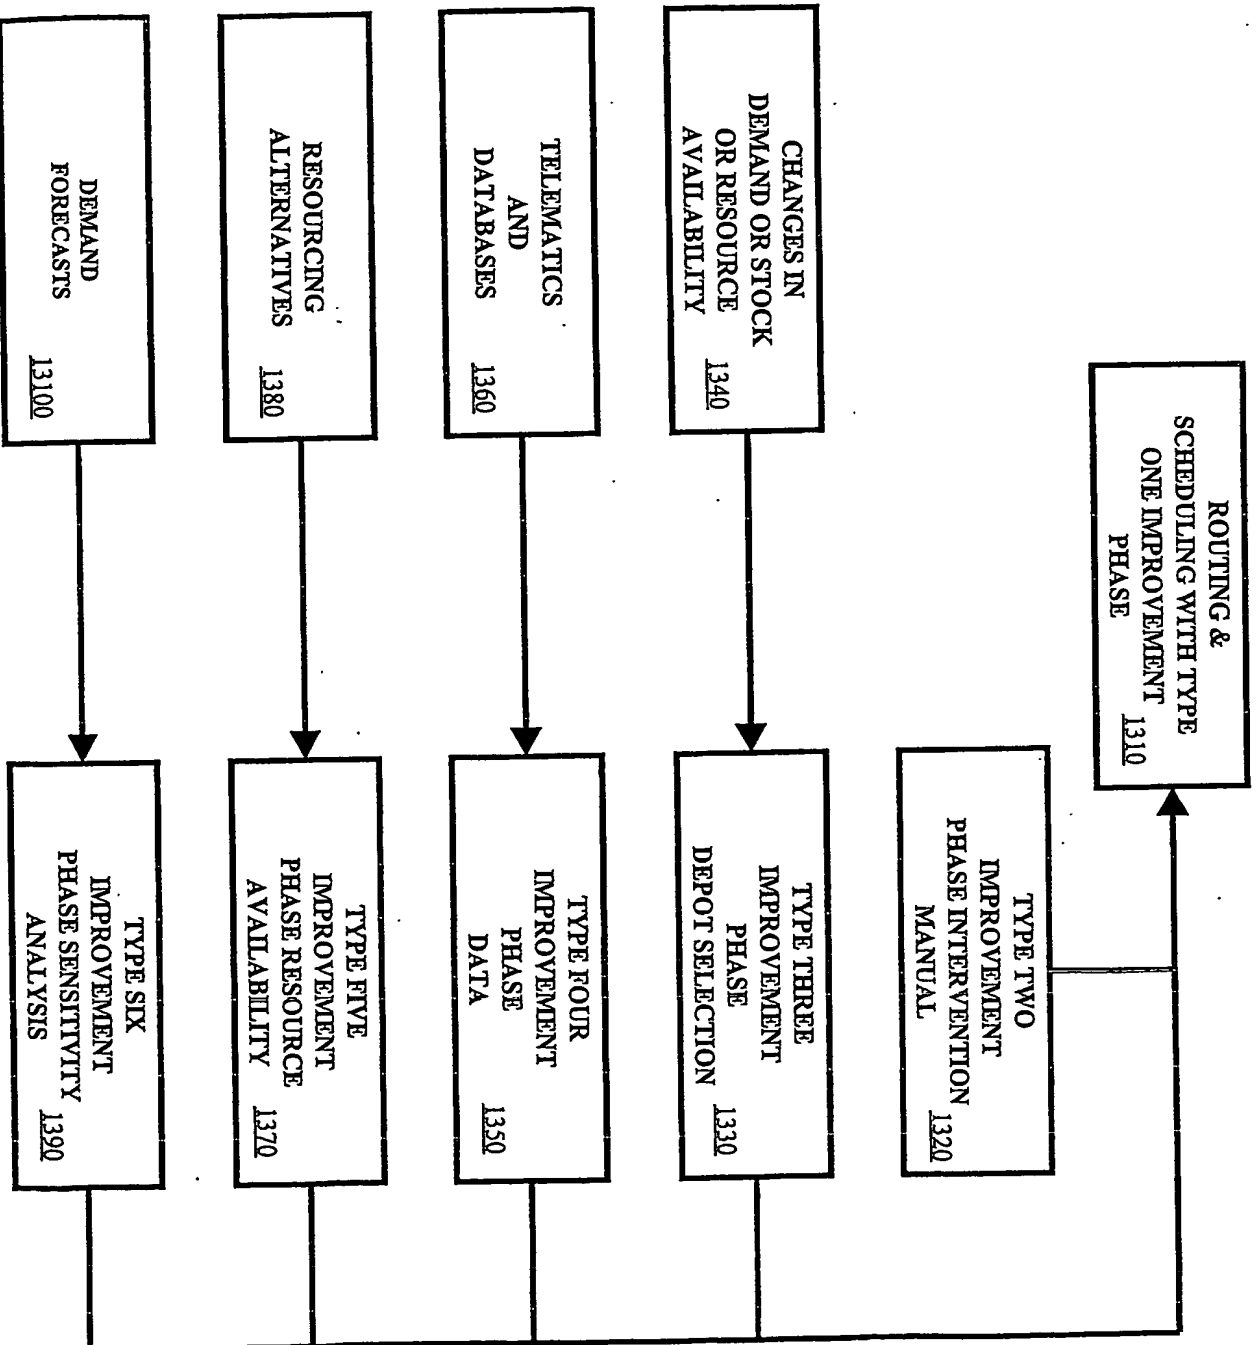 ROUTING &
SCHEDULING WITH TYPE
ONE IMPROVEMENT
PHASE
1310
TYPE TWO
IMPROVEMENT
PHASE INTERVENTION
MANUAL
1320
CHANGES IN
DEMAND OR STOCK
OR RESOURCE
AVAILABILITY
1340
TYPE THREE
IMPROVEMENT
PHASE
DEPOT SELECTION
1330
TELEMATICS
AND
DATABASES
1360
TYPE FOUR
IMPROVEMENT
PHASE
DATA
1350
RESOURCING
ALTERNATIVES
1380
TYPE FIVE
IMPROVEMENT
PHASE RESOURCE
AVAILABILITY
1370
DEMAND
FORECASTS
13100
TYPE SIX
IMPROVEMENT
PHASE SENSITIVITY
ANALYSIS
1390